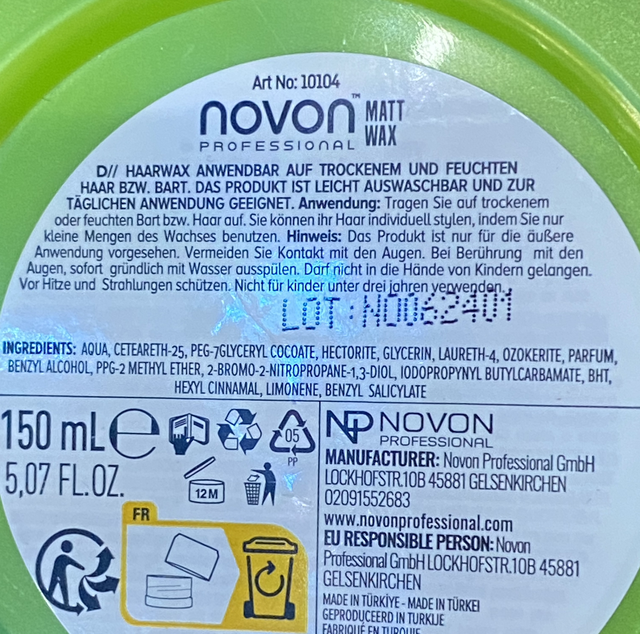 Art No: 10104
novon™ MATT
PROFESSIONAL WAX
D// HAARWAX ANWENDBAR AUF TROCKENEM UND FEUCHTEN
HAAR BZW. BART. DAS PRODUKT IST LEICHT AUSWASCHBAR UND ZUR
TÄGLICHEN ANWENDUNG GEEIGNET. Anwendung: Tragen Sie auf trockenem
oder feuchten Bart bzw. Haar auf. Sie können ihr Haar individuell stylen, indem Sie nur
kleine Mengen des Wachses benutzen. Hinweis: Das Produkt ist nur für die äußere
Anwendung vorgesehen. Vermeiden Sie Kontakt mit den Augen. Bei Berührung mit den
Augen, sofort gründlich mit Wasser ausspülen. Darf nicht in die Hände von Kindern gelangen.
Vor Hitze und Strahlungen schützen. Nicht für kinder unter drei jahren verwenden.
LOT:NO062401
INGREDIENTS: AQUA, CETEARETH-25, PEG-7GLYCERYL COCOATE, HECTORITE, GLYCERIN, LAURETH-4, OZOKERITE, PARFUM,
BENZYL ALCOHOL, PPG-2 METHYL ETHER, 2-BROMO-2-NITROPROPANE-1,3-DIOL, IODOPROPYNYL BUTYLCARBAMATE, BHT,
HEXYL CINNAMAL, LIMONENE, BENZYL SALICYLATE
150 mL e
05
PP
5,07 FL.OZ.
12 M
FR
NP NOVON
PROFESSIONAL
MANUFACTURER: Novon Professional GmbH
LOCKHOFSTR.10B 45881 GELSENKIRCHEN
02091552683
www.novonprofessional.com
EU RESPONSIBLE PERSON: Novon
Professional GmbH LOCKHOFSTR.10B 45881
GELSENKIRCHEN
MADE IN TÜRKİYE - MADE IN TÜRKEI
GEPRODUCEERD IN TURKIJE
FABRIQUÉ EN TURQUIE